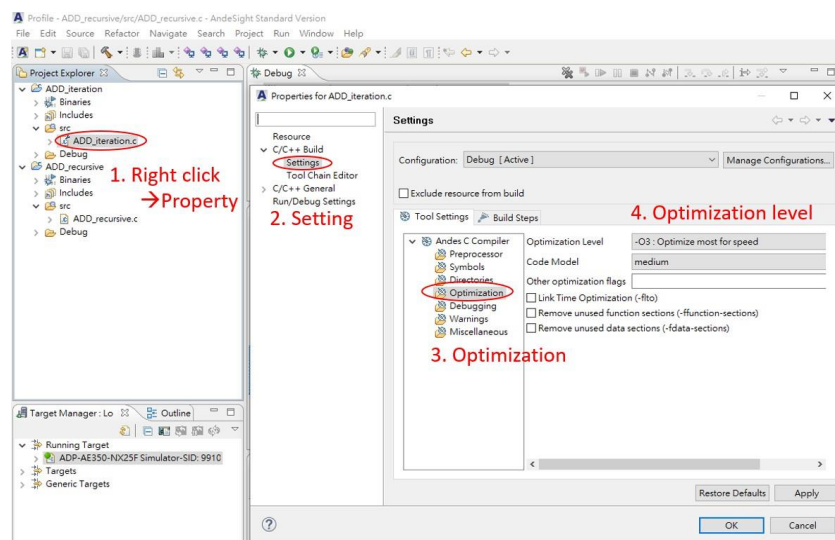 Profile - ADD_recursive/src/ADD_recursive.c - AndeSight Standard Version
File Edit Source Refactor Navigate Search Project Run Window Help
Project Explorer
ADD_iteration
Binaries
Includes
src
ADD_iteration.c
Debug
ADD_recursive
Binaries
Includes
src
ADD_recursive.c
Debug
1. Right click
→Property
Target Manager : Lo
Outline
Running Target
ADP-AE350-NX25F Simulator-SID: 9910
Targets
Generic Targets
Debug
Properties for ADD_iteration.c
Resource
C/C++ Build
Settings
Tool Chain Editor
C/C++ General
Run/Debug Settings
2. Setting
Settings
Configuration: Debug [ Active ]
Manage Configurations...
Exclude resource from build
Tool Settings
Build Steps
4. Optimization level
Andes C Compiler
Preprocessor
Symbols
Directories
Optimization
Debugging
Warnings
Miscellaneous
3. Optimization
Optimization Level -O3 : Optimize most for speed
Code Model medium
Other optimization flags
Link Time Optimization (-flto)
Remove unused function sections (-ffunction-sections)
Remove unused data sections (-fdata-sections)
Restore Defaults Apply
OK Cancel